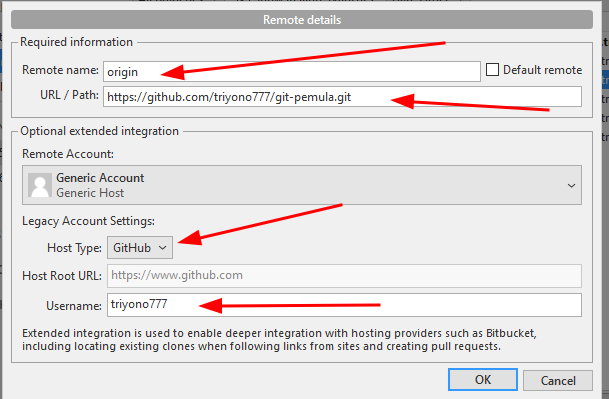 Remote details
Required information
Remote name: origin Default remote
URL / Path: https://github.com/triyono777/git-pemula.git
Optional extended integration
Remote Account:
Generic Account
Generic Host
Legacy Account Settings:
Host Type: GitHub
Host Root URL: https://www.github.com
Username: triyono777
Extended integration is used to enable deeper integration with hosting providers such as Bitbucket,
including locating existing clones when following links from sites and creating pull requests.
OK Cancel